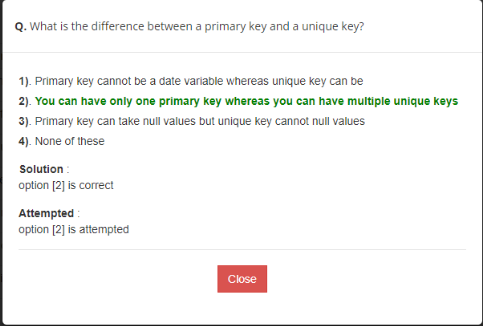 Q. What is the difference between a primary key and a unique key?
1). Primary key cannot be a date variable whereas unique key can be
2). You can have only one primary key whereas you can have multiple unique keys
3). Primary key can take null values but unique key cannot null values
4). None of these
Solution :
option [2] is correct
Attempted :
option [2] is attempted
Close